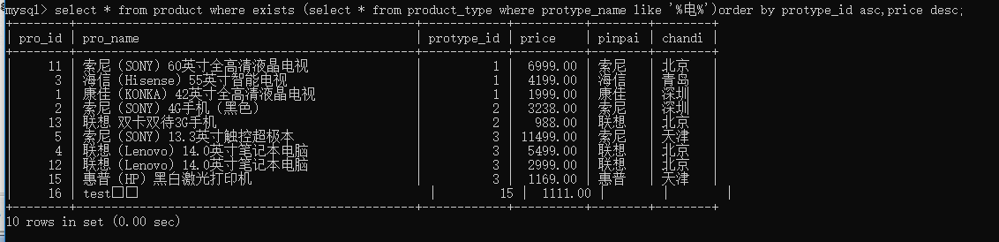 mysql> select * from product where exists (select * from product_type where protype_name like '%电%')order by protype_id asc,price desc;
| pro_id | pro_name | protype_id | price | pinpai | chandi |
| 11 | 索尼（SONY）60英寸全高清液晶电视 | 1 | 6999.00 | 索尼 | 北京 |
| 3 | 海信（Hisense）55英寸智能电视 | 1 | 4199.00 | 海信 | 青岛 |
| 1 | 康佳（KONKA）42英寸全高清液晶电视 | 1 | 1999.00 | 康佳 | 深圳 |
| 2 | 索尼（SONY）4G手机（黑色） | 2 | 3238.00 | 索尼 | 深圳 |
| 13 | 联想 双卡双待3G手机 | 2 | 988.00 | 联想 | 北京 |
| 5 | 索尼（SONY）13.3英寸触控超极本 | 3 | 11499.00 | 索尼 | 天津 |
| 4 | 联想（Lenovo）14.0英寸笔记本电脑 | 3 | 5499.00 | 联想 | 北京 |
| 12 | 联想（Lenovo）14.0英寸笔记本电脑 | 3 | 2999.00 | 联想 | 北京 |
| 15 | 惠普（HP）黑白激光打印机 | 3 | 1169.00 | 惠普 | 天津 |
| 16 | test□□ | 15 | 1111.00 | | |
10 rows in set (0.00 sec)